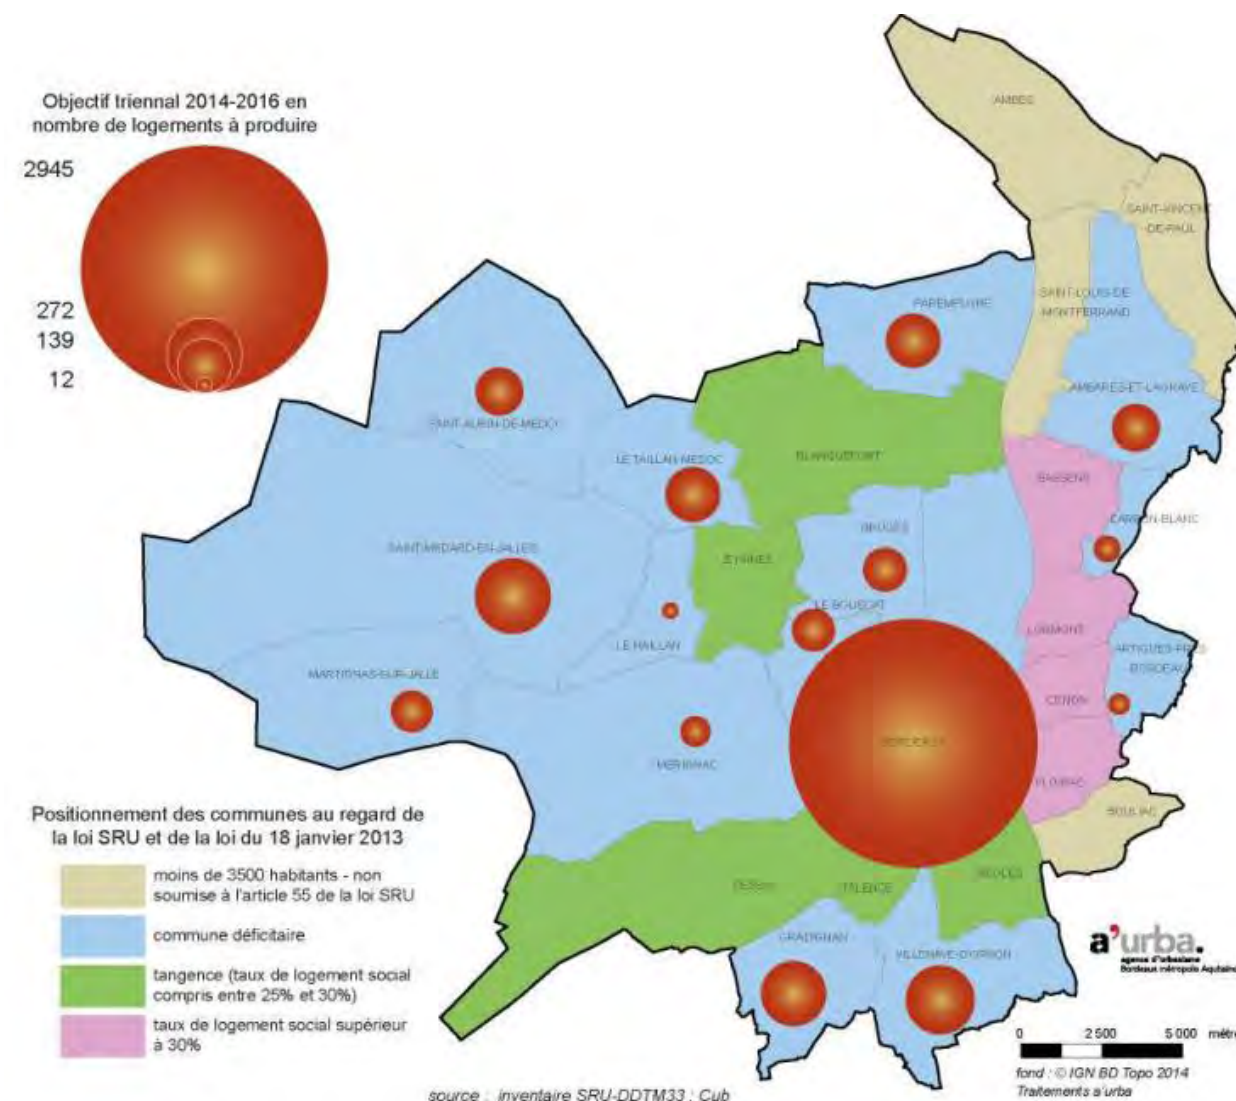 Objectif triennal 2014-2016 en
nombre de logements à produire
2945
272
139
12
AMBES
SAINT-VINCENT
-DE-PAUL
SAINT-LOUIS-DE-
MONTFERRAND
PAREMPUYRE
AMBARES-ET-LAGRAVE
SAINT-AUBIN-DE-MEDOC
LE TAILLAN-MEDOC
BLANQUEFORT
BASSENS
CARBON-BLANC
SAINT-MEDARD-EN-JALLES
EYSINES
BRUGES
LE BOUSCAT
LE HAILLAN
LORMONT
ARTIGUES-PRES-
BORDEAU
MARTIGNAS-SUR-JALLE
CENON
MERIGNAC
BORDEAUX
FLOIRAC
BOULIAC
PESSAC
TALENCE
BEGLES
GRADIGNAN
VILLENAVE-D'ORNON
Positionnement des communes au regard de
la loi SRU et de la loi du 18 janvier 2013
moins de 3500 habitants - non
soumise à l'article 55 de la loi SRU
commune déficitaire
tangence (taux de logement social
compris entre 25% et 30%)
taux de logement social supérieur
à 30%
a'urba.
agence d'urbanisme
Bordeaux métropole Aquitaine
0 2 500 5 000 mètre
fond : © IGN BD Topo 2014
Traitements a'urba
source : inventaire SRU-DDTM33 ; Cub